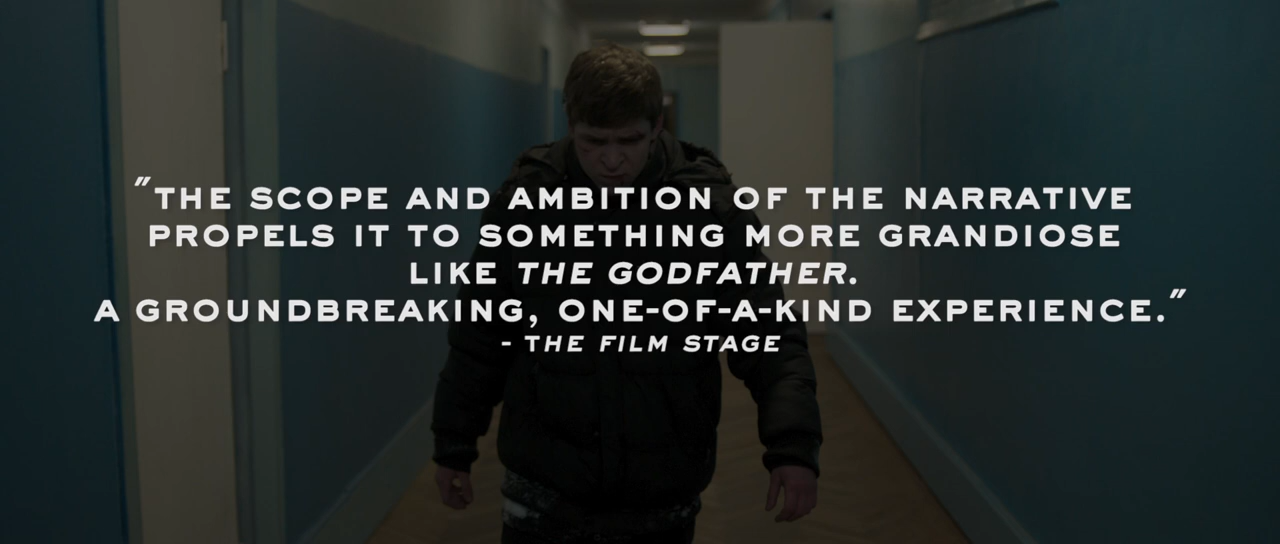 "THE SCOPE AND AMBITION OF THE NARRATIVE
PROPELS IT TO SOMETHING MORE GRANDIOSE
LIKE THE GODFATHER.
A GROUNDBREAKING, ONE-OF-A-KIND EXPERIENCE."
- THE FILM STAGE